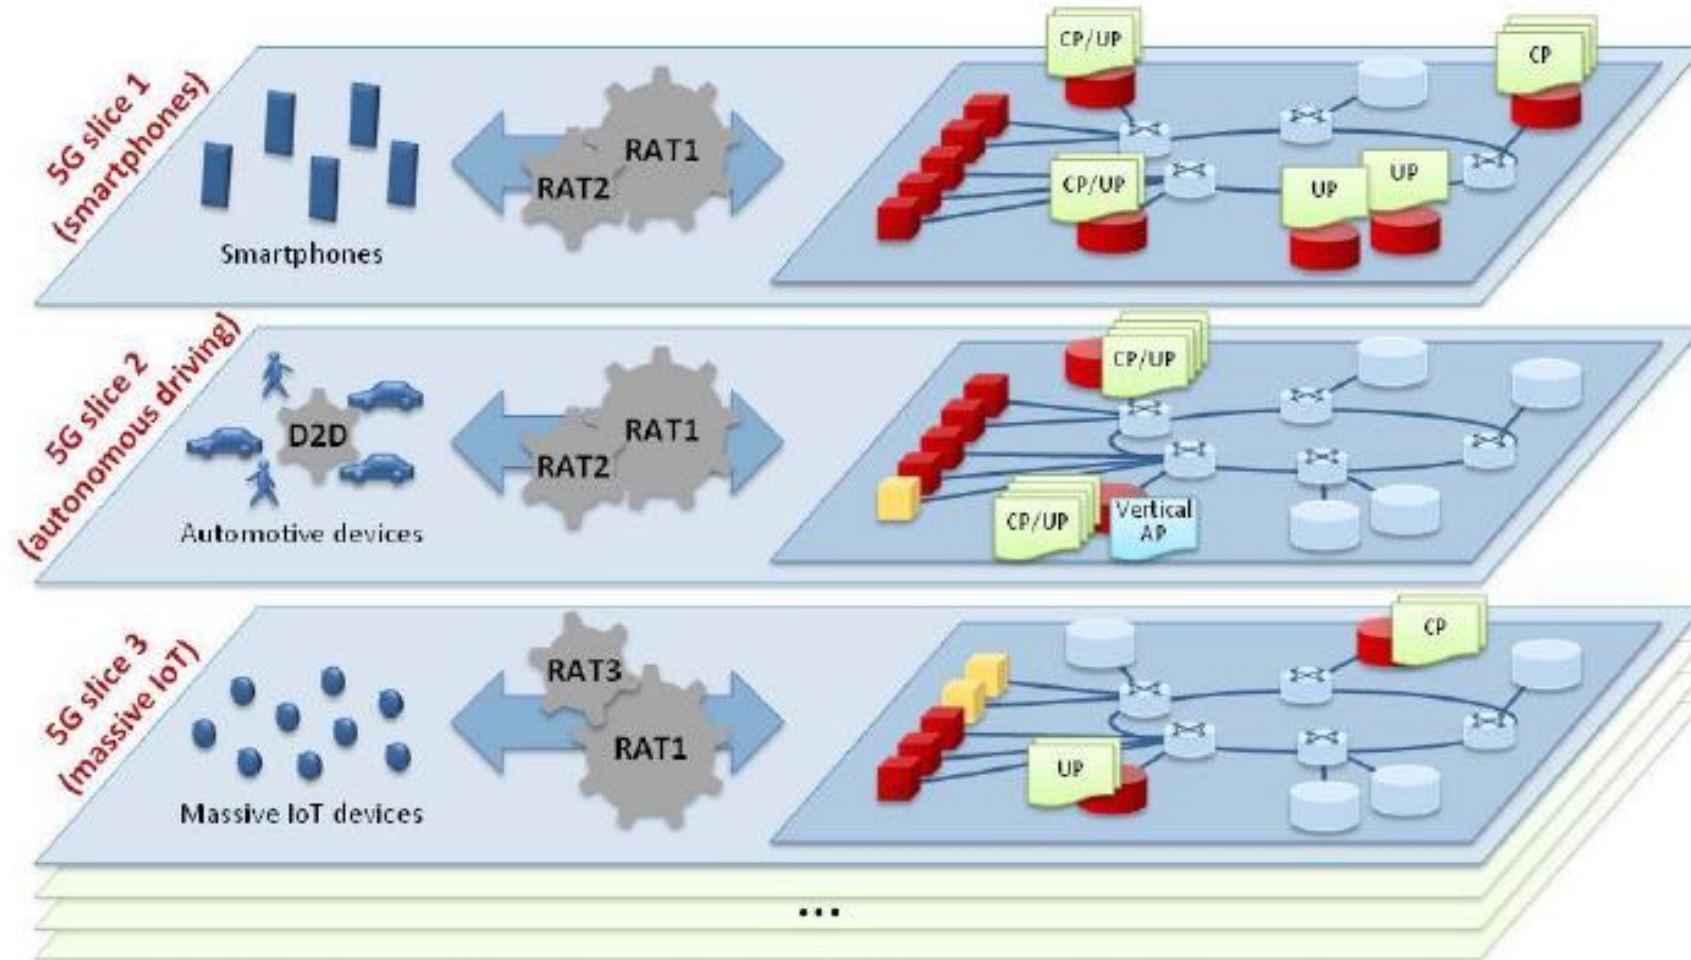 5G slice 1
(smartphones)
Smartphones
RAT1
RAT2
CP/UP
CP
CP/UP
UP
UP
5G slice 2
(autonomous driving)
D2D
Automotive devices
RAT1
RAT2
CP/UP
CP/UP
Vertical
AP
5G slice 3
(massive IoT)
Massive IoT devices
RAT3
RAT1
CP
UP
...